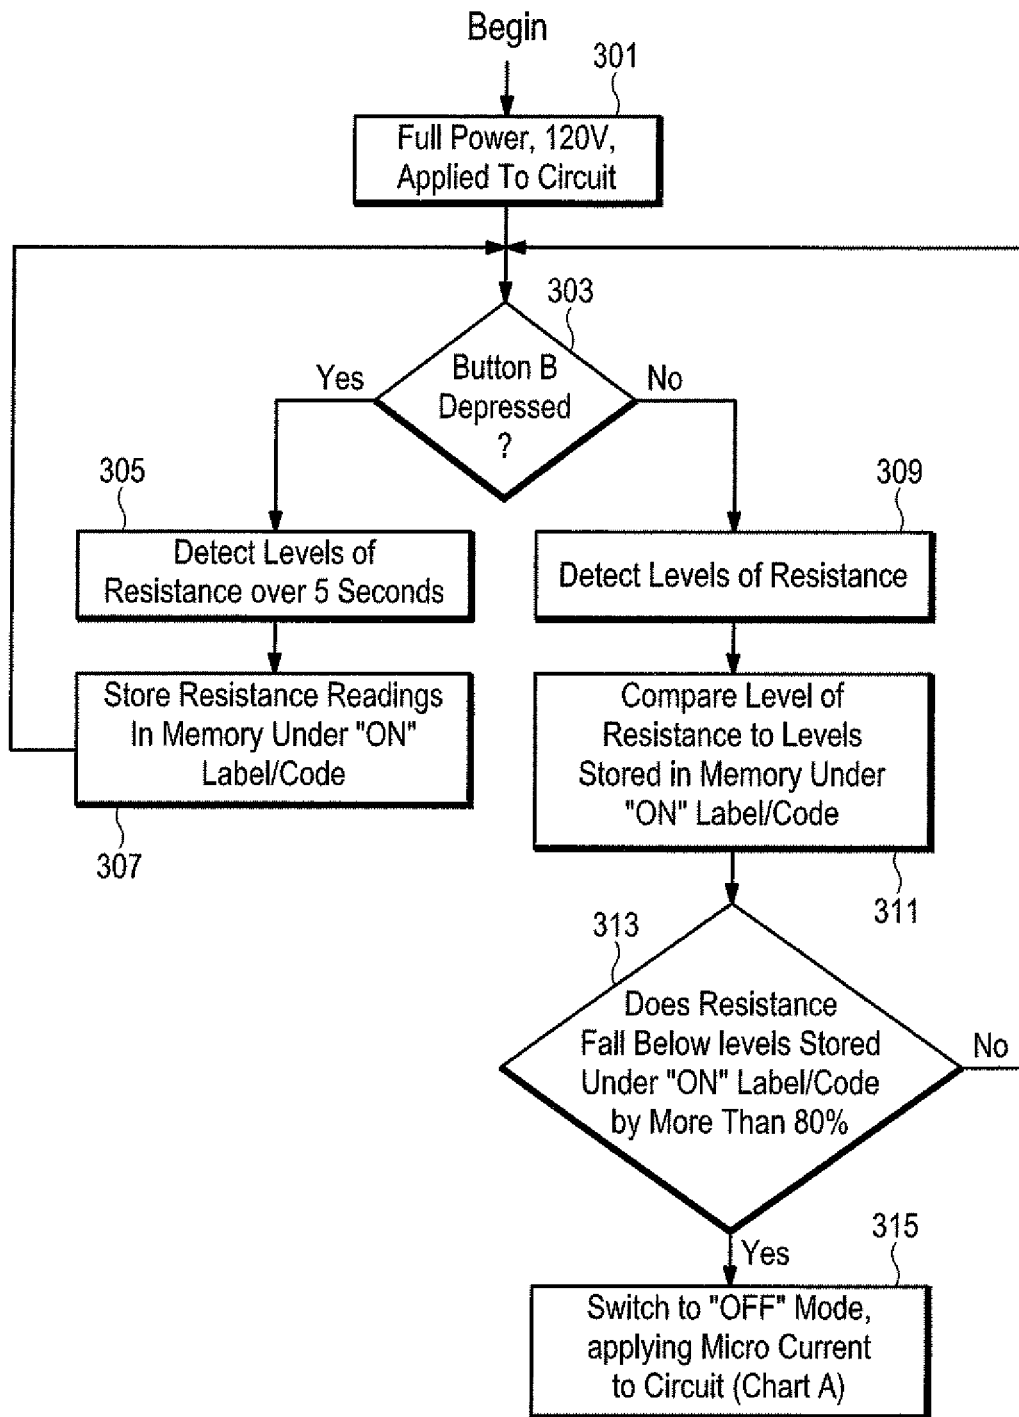 Begin
301
Full Power, 120V,
Applied To Circuit
303
Button B
Depressed
?
Yes
No
305
Detect Levels of
Resistance over 5 Seconds
309
Detect Levels of Resistance
Store Resistance Readings
In Memory Under "ON"
Label/Code
307
Compare Level of
Resistance to Levels
Stored in Memory Under
"ON" Label/Code
311
313
Does Resistance
Fall Below levels Stored
Under "ON" Label/Code
by More Than 80%
No
Yes
315
Switch to "OFF" Mode,
applying Micro Current
to Circuit (Chart A)